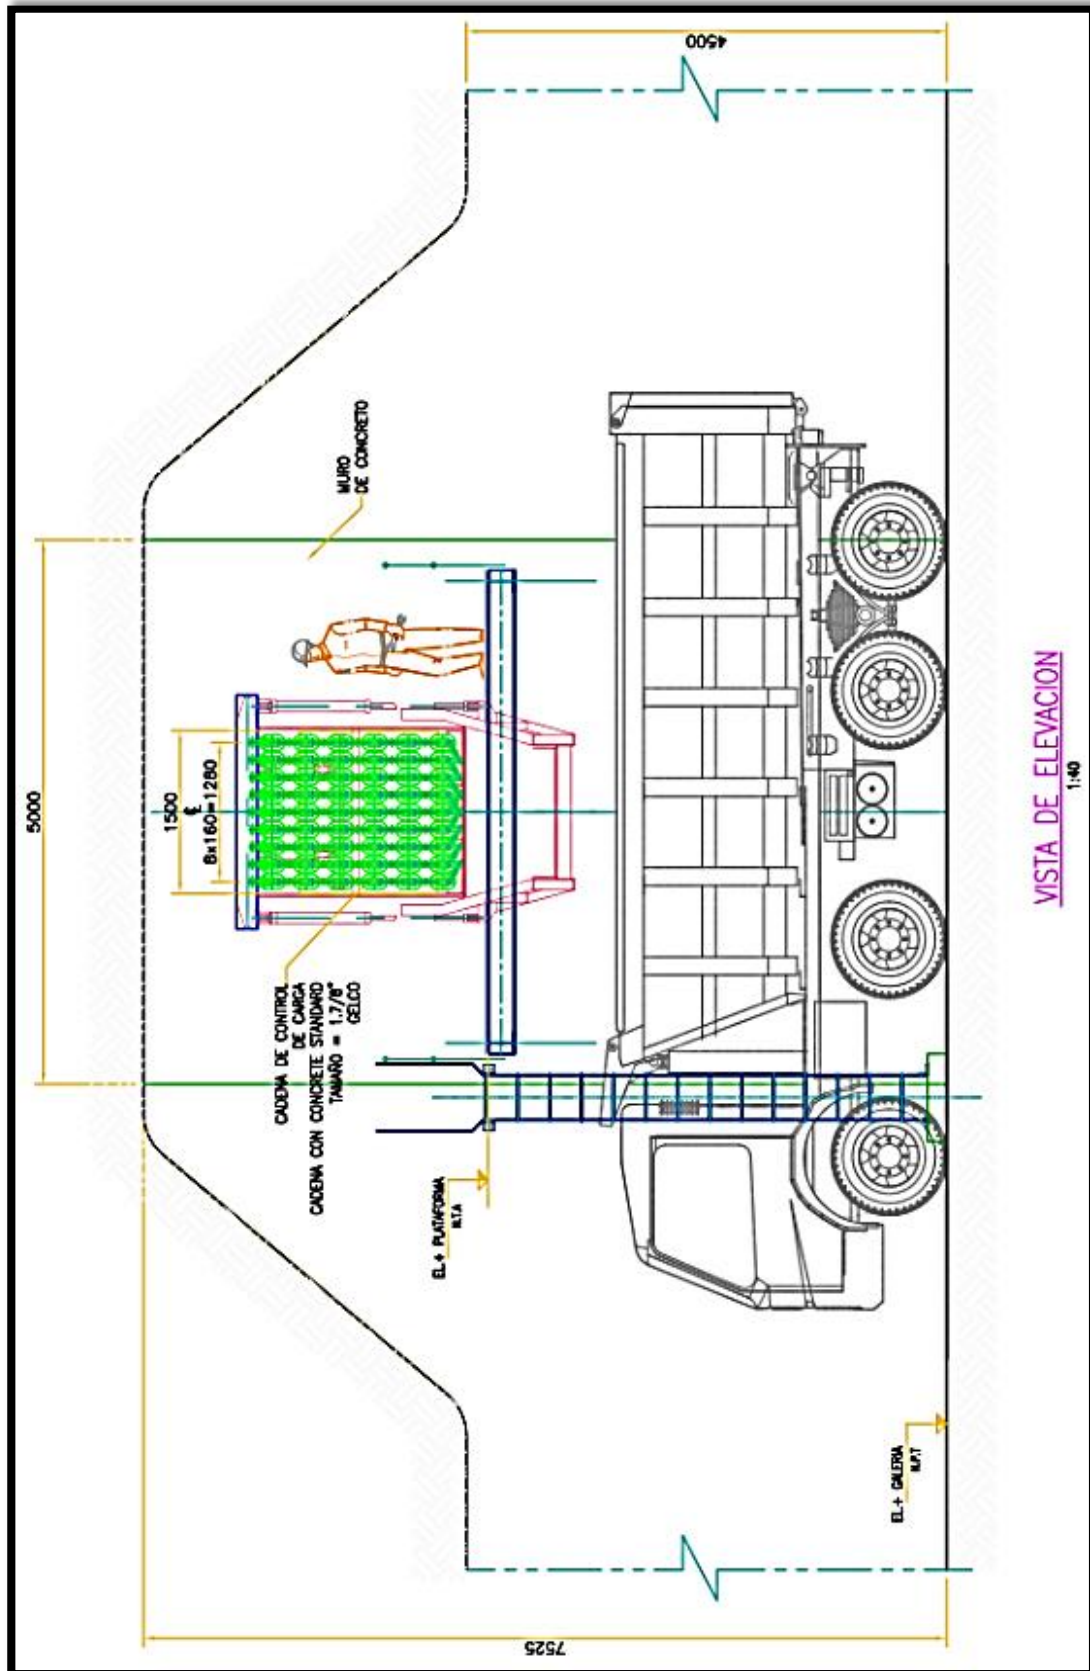 4500
MURO
DE CONCRETO
5000
1500
8x160=1280
CADENA DE CONTROL
DE CARGA
CADENA CON CONCRETE STANDARD
TAMAÑO = 1.7/8"
GELCO
EL.+ PLATAFORMA
N.T.A
EL.+ GALERIA
N.P.T
7525
VISTA DE ELEVACION
1:40